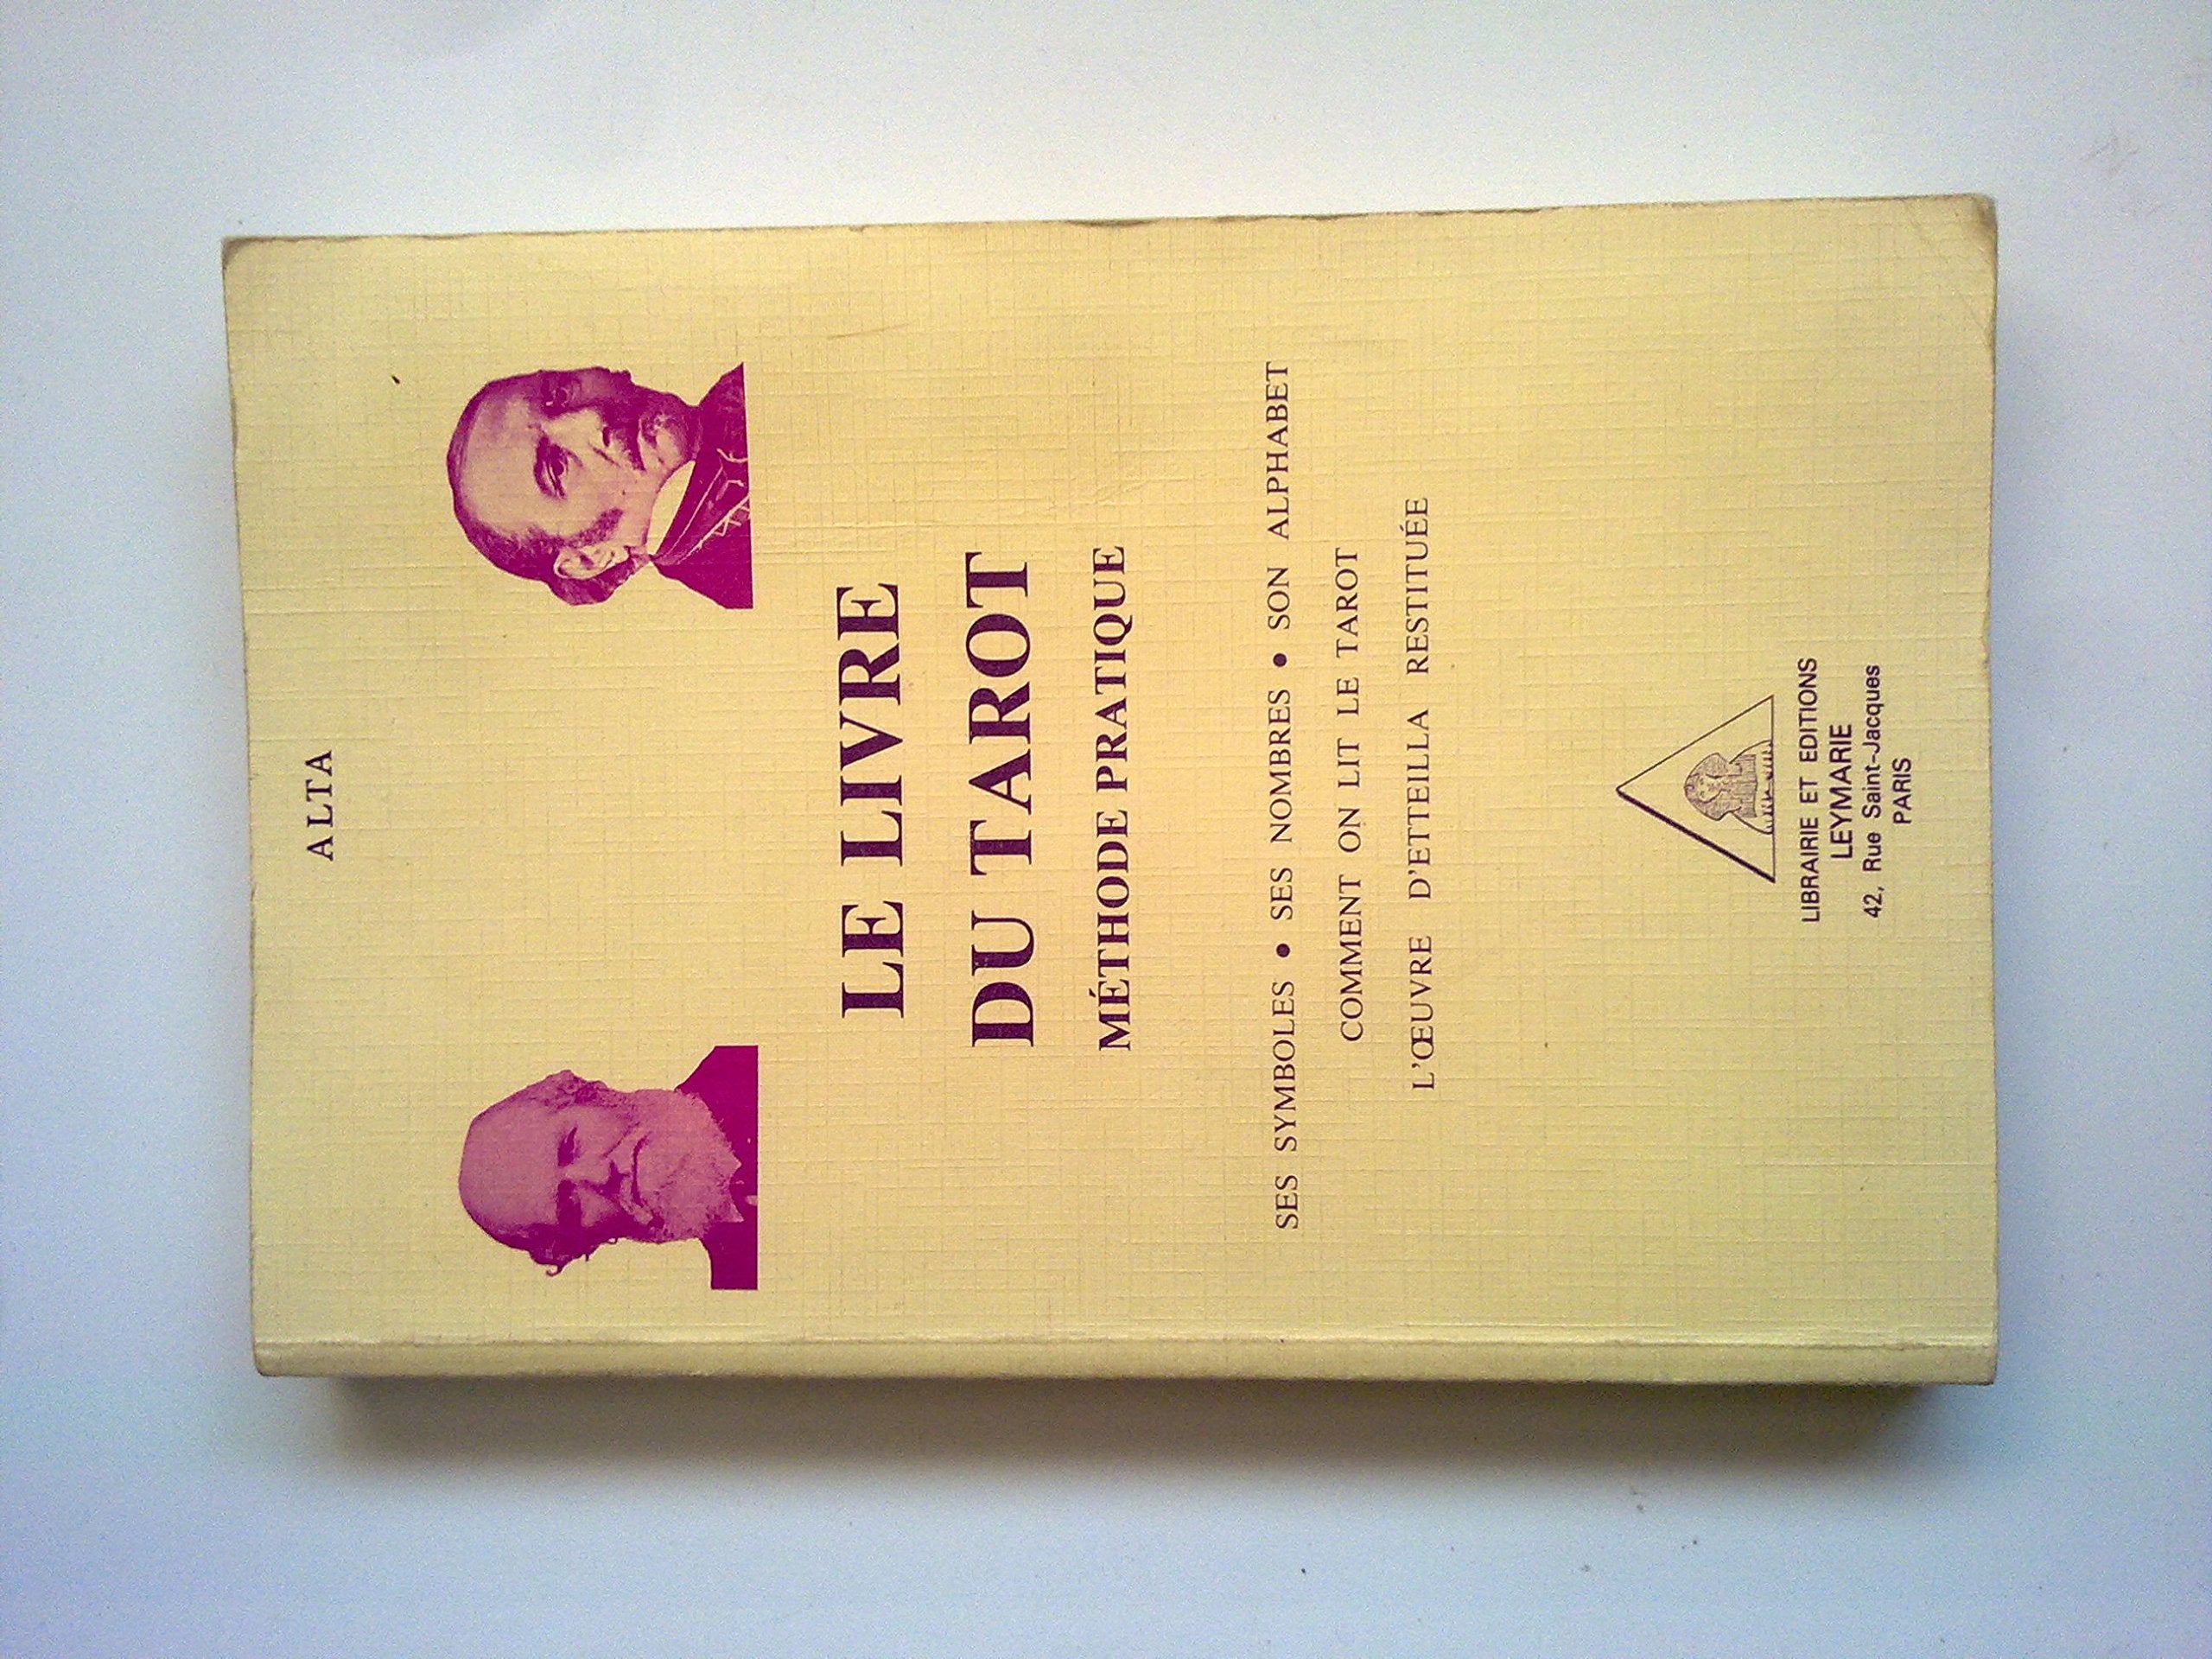 ALTA
LE LIVRE
DU TAROT
MÉTHODE PRATIQUE
SES SYMBOLES • SES NOMBRES • SON ALPHABET
COMMENT ON LIT LE TAROT
L'ŒUVRE D'ETTEILLA RESTITUÉE
LIBRAIRIE ET EDITIONS
LEYMARIE
42, Rue Saint-Jacques
PARIS